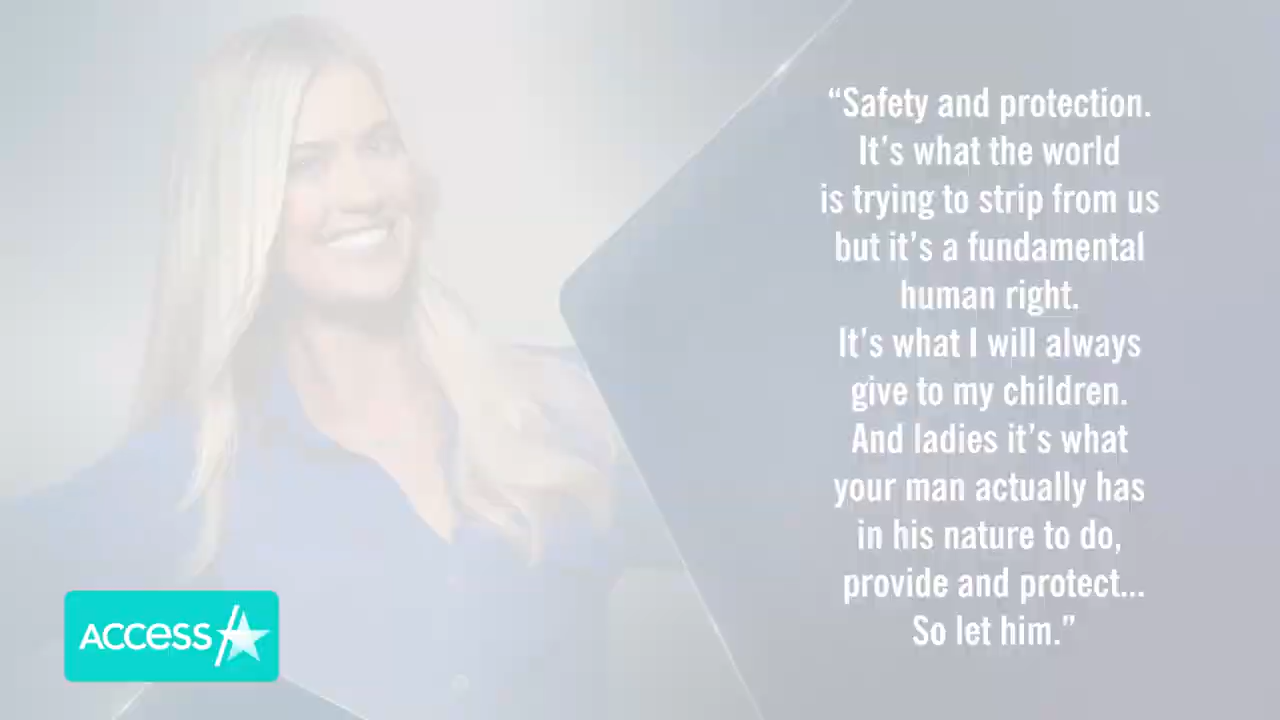 “Safety and protection.
It’s what the world
is trying to strip from us
but it’s a fundamental
human right.
It’s what I will always
give to my children.
And ladies it’s what
your man actually has
in his nature to do,
provide and protect...
So let him.”
ACCESS